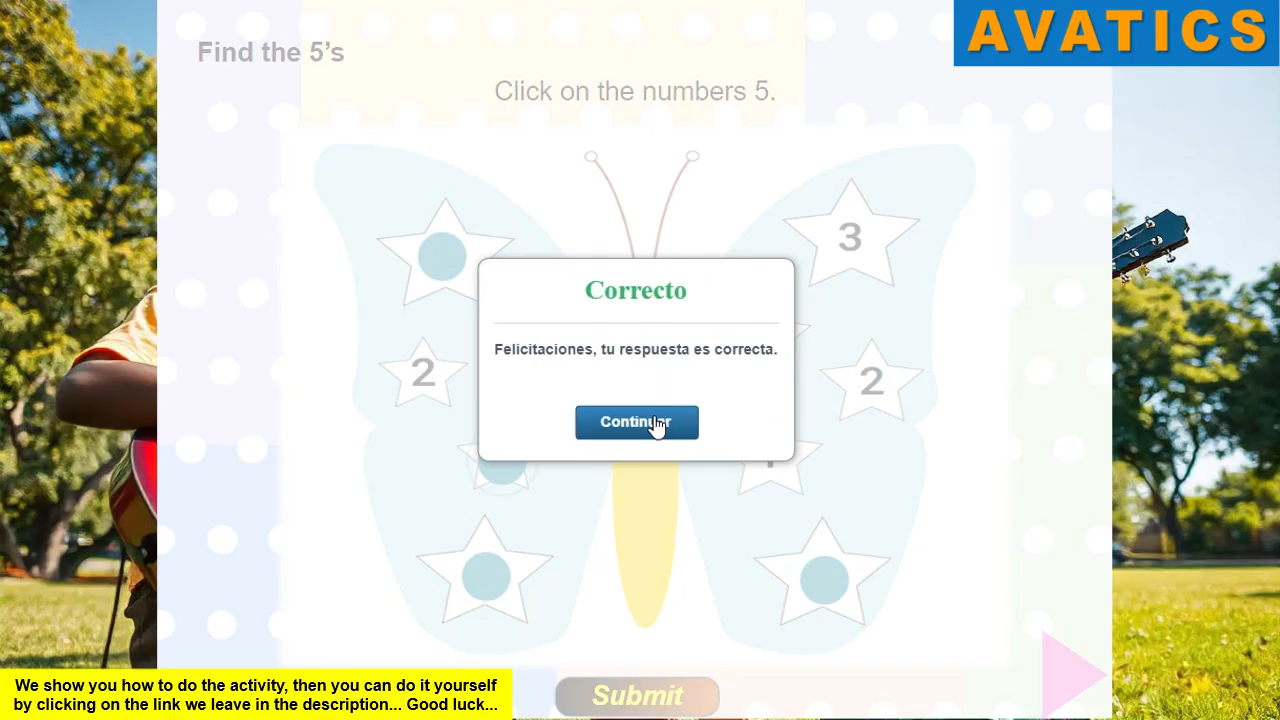 AVATICS
Find the 5’s
Click on the numbers 5.
3
Correcto
Felicitaciones, tu respuesta es correcta.
2
2
Continuar
1
Submit
We show you how to do the activity, then you can do it yourself
by clicking on the link we leave in the description... Good luck...